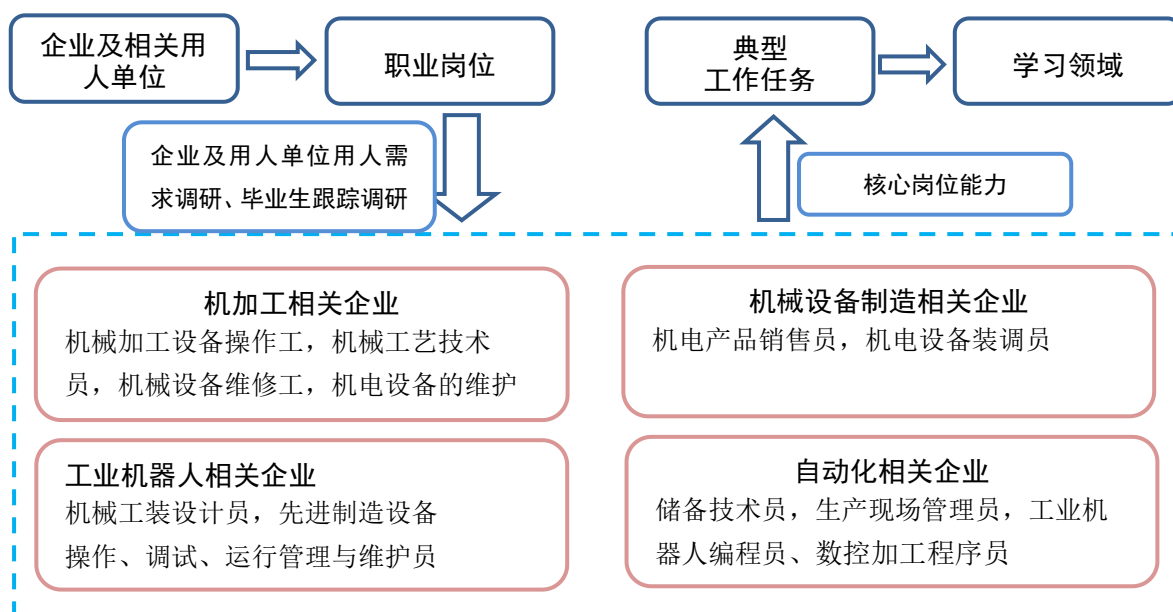 企业及相关用
人单位
职业岗位
典型
工作任务
学习领域
企业及用人单位用人需
求调研、毕业生跟踪调研
核心岗位能力
机加工相关企业
机械加工设备操作工，机械工艺技术
员，机械设备维修工，机电设备的维护
机械设备制造相关企业
机电产品销售员，机电设备装调员
工业机器人相关企业
机械工装设计员，先进制造设备
操作、调试、运行管理与维护员
自动化相关企业
储备技术员，生产现场管理员，工业机
器人编程员、数控加工程序员